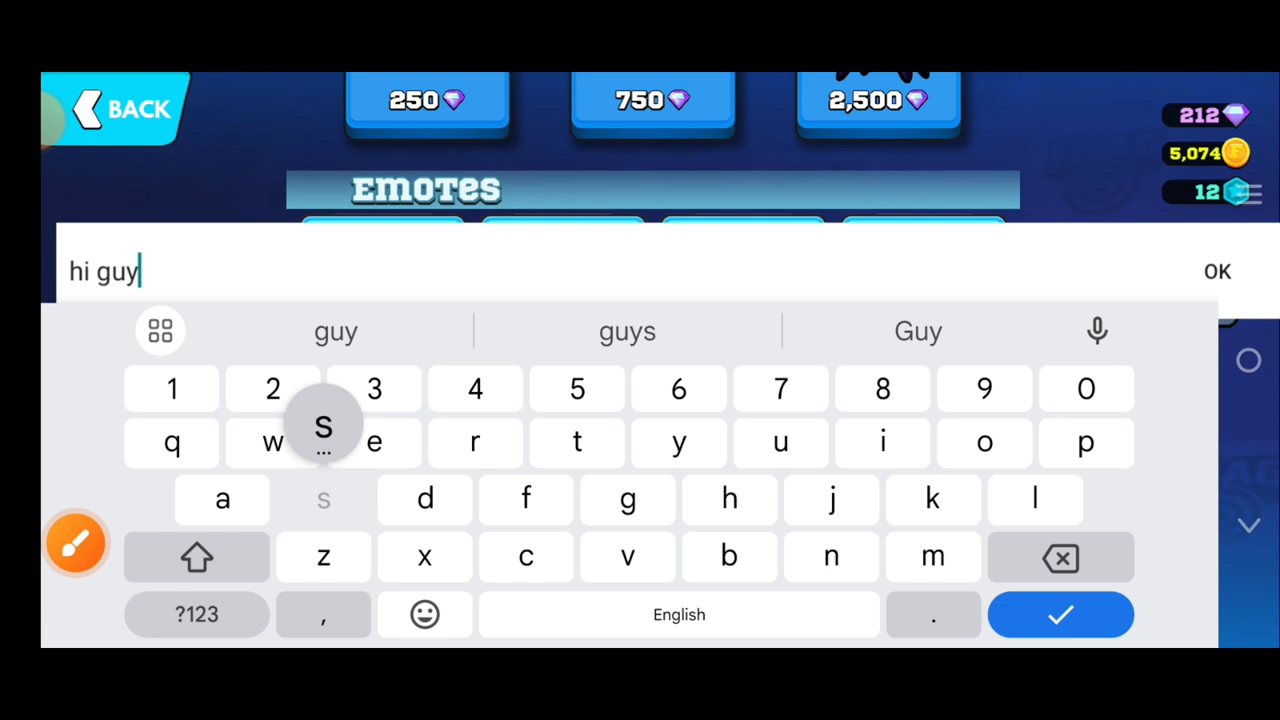 BACK
250
750
2,500
212
5,074
12
EMOTES
hi guy
OK
guy
guys
Guy
1 2 3 4 5 6 7 8 9 0
q w e r t y u i o p
s
...
a s d f g h j k l
z x c v b n m
?123 , English .